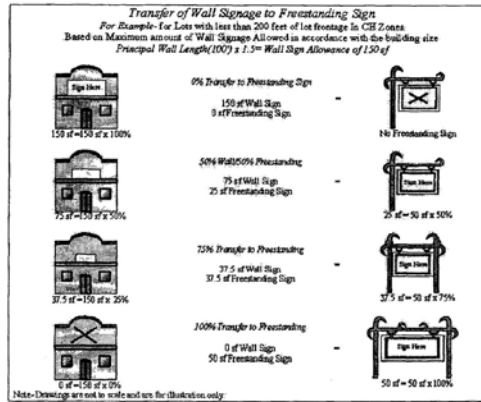 Transfer of Wall Signage to Freestanding Sign
For Example- for Lots with less than 200 feet of lot frontage In CH Zones
Based on Maximum amount of Wall Signage Allowed in accordance with the building size
Principal Wall Length(100') x 1.5= Wall Sign Allowance of 150 sf
Sign Here
0% Transfer to Freestanding Sign
150 sf Wall Sign
0 sf Freestanding Sign
=
150 sf =150 sf x 100%
No Freestanding Sign
50% Wall/50% Freestanding
75 sf Wall Sign
25 sf Freestanding Sign
=
Sign Here
75 sf =150 sf x 50%
25 sf = 50 sf x 50%
75% Transfer to Freestanding
37.5 sf Wall Sign
37.5 sf Freestanding Sign
=
Sign Here
37.5 sf =150 sf x 25%
37.5 sf = 50 sf x 75%
100% Transfer to Freestanding
0 sf Wall Sign
50 sf Freestanding Sign
=
Sign Here
0 sf =150 sf x 0%
50 sf = 50 sf x 100%
Note- Drawings are not to scale and are for illustration only.